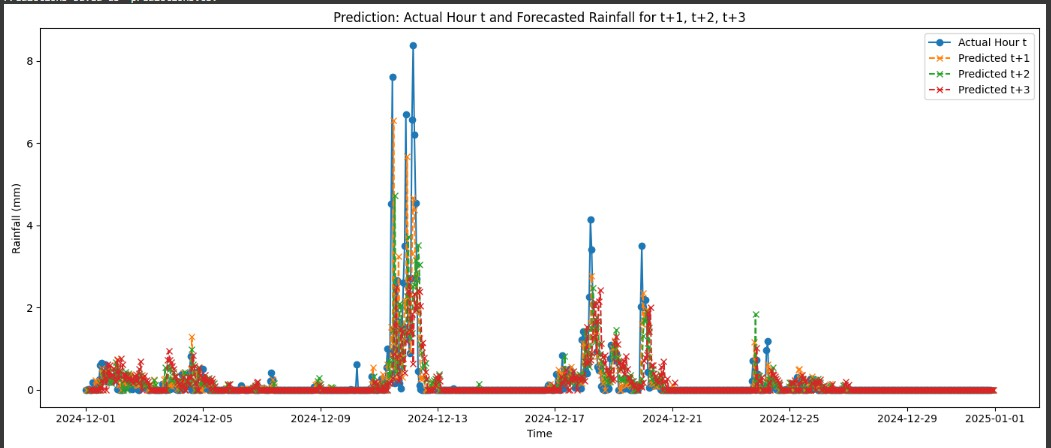 Prediction: Actual Hour t and Forecasted Rainfall for t+1, t+2, t+3
Actual Hour t
Predicted t+1
Predicted t+2
Predicted t+3
Rainfall (mm)
8
6
4
2
0
2024-12-01 2024-12-05 2024-12-09 2024-12-13 2024-12-17 2024-12-21 2024-12-25 2024-12-29 2025-01-01
Time